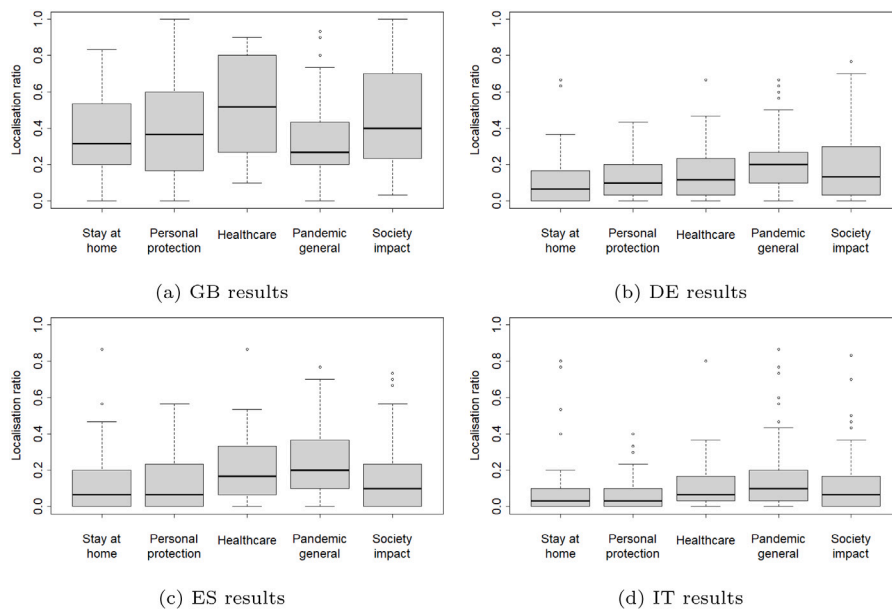 Localisation ratio
1.0
0.8
0.6
0.4
0.2
0.0
Stay at
home
Personal
protection
Healthcare
Pandemic
general
Society
impact
(a) GB results
Localisation ratio
1.0
0.8
0.6
0.4
0.2
0.0
Stay at
home
Personal
protection
Healthcare
Pandemic
general
Society
impact
(b) DE results
Localisation ratio
1.0
0.8
0.6
0.4
0.2
0.0
Stay at
home
Personal
protection
Healthcare
Pandemic
general
Society
impact
(c) ES results
Localisation ratio
1.0
0.8
0.6
0.4
0.2
0.0
Stay at
home
Personal
protection
Healthcare
Pandemic
general
Society
impact
(d) IT results